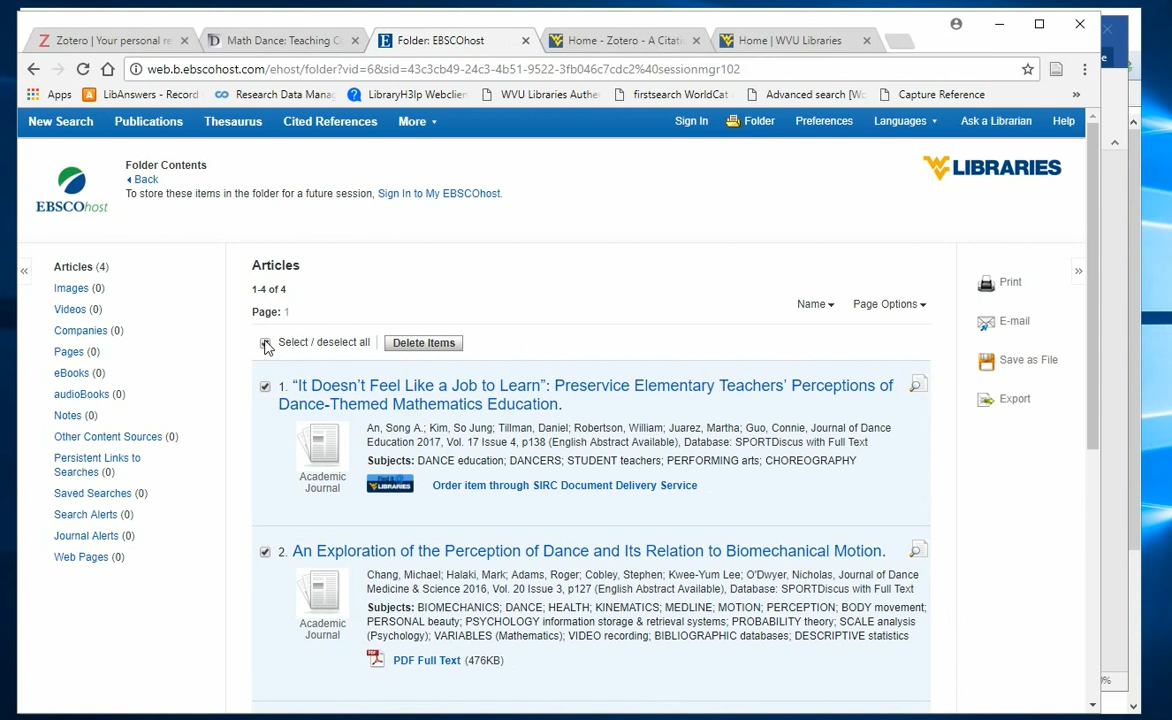 Zotero | Your personal re
Math Dance: Teaching C
Folder: EBSCOhost
Home - Zotero - A Citati
Home | WVU Libraries
web.b.ebscohost.com/ehost/folder?vid=6&sid=43c3cb49-24c3-4b51-9522-3fb046c7cdc2%40sessionmgr102
Apps
LibAnswers - Record
Research Data Mana
LibraryH3lp Webclien
WVU Libraries Authe
firstsearch WorldCat
Advanced search [Wo
Capture Reference
»
New Search
Publications
Thesaurus
Cited References
More
Sign In
Folder
Preferences
Languages
Ask a Librarian
Help
Folder Contents
Back
To store these items in the folder for a future session, Sign In to My EBSCOhost.
EBSCOhost
LIBRARIES
«
»
Articles (4)
Images (0)
Videos (0)
Companies (0)
Pages (0)
eBooks (0)
audioBooks (0)
Notes (0)
Other Content Sources (0)
Persistent Links to
Searches (0)
Saved Searches (0)
Search Alerts (0)
Journal Alerts (0)
Web Pages (0)
Articles
1-4 of 4
Page: 1
Name
Page Options
Select / deselect all
Delete Items
1. “It Doesn’t Feel Like a Job to Learn”: Preservice Elementary Teachers’ Perceptions of
Dance-Themed Mathematics Education.
An, Song A.; Kim, So Jung; Tillman, Daniel; Robertson, William; Juarez, Martha; Guo, Connie, Journal of Dance
Education 2017, Vol. 17 Issue 4, p138 (English Abstract Available), Database: SPORTDiscus with Full Text
Subjects: DANCE education; DANCERS; STUDENT teachers; PERFORMING arts; CHOREOGRAPHY
Academic
Journal
LIBRARIES
Order item through SIRC Document Delivery Service
2. An Exploration of the Perception of Dance and Its Relation to Biomechanical Motion.
Chang, Michael; Halaki, Mark; Adams, Roger; Cobley, Stephen; Kwee-Yum Lee; O'Dwyer, Nicholas, Journal of Dance
Medicine & Science 2016, Vol. 20 Issue 3, p127 (English Abstract Available), Database: SPORTDiscus with Full Text
Subjects: BIOMECHANICS; DANCE; HEALTH; KINEMATICS; MEDLINE; MOTION; PERCEPTION; BODY movement;
PERSONAL beauty; PSYCHOLOGY information storage & retrieval systems; PROBABILITY theory; SCALE analysis
(Psychology); VARIABLES (Mathematics); VIDEO recording; BIBLIOGRAPHIC databases; DESCRIPTIVE statistics
Academic
Journal
PDF Full Text (476KB)
Print
E-mail
Save as File
Export